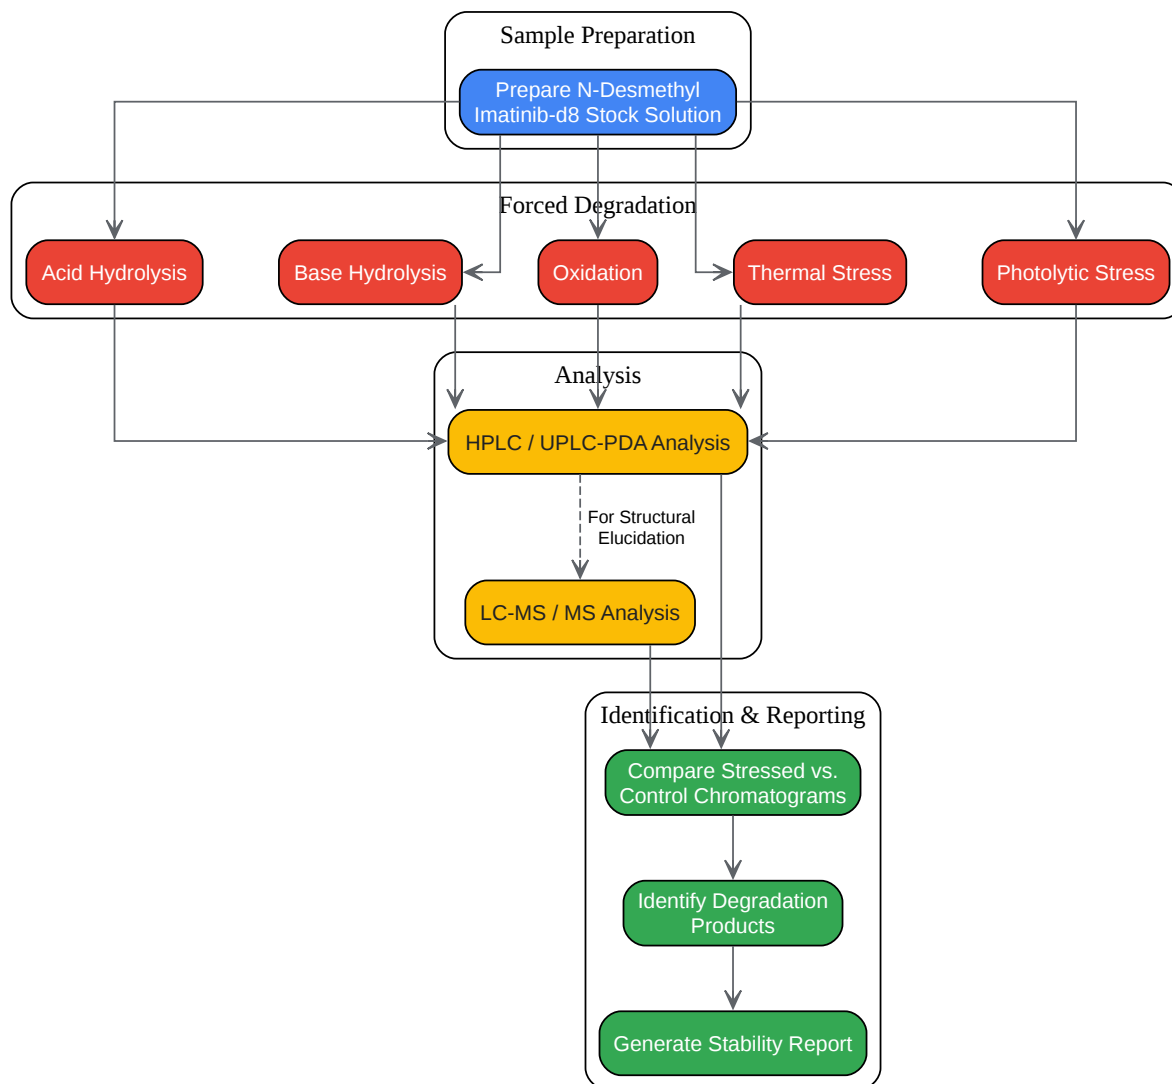 Sample Preparation
Prepare N-Desmethyl
Imatinib-d8 Stock Solution
Forced Degradation
Acid Hydrolysis
Base Hydrolysis
Oxidation
Thermal Stress
Photolytic Stress
Analysis
HPLC / UPLC-PDA Analysis
For Structural
Elucidation
LC-MS / MS Analysis
Identification & Reporting
Compare Stressed vs.
Control Chromatograms
Identify Degradation
Products
Generate Stability Report